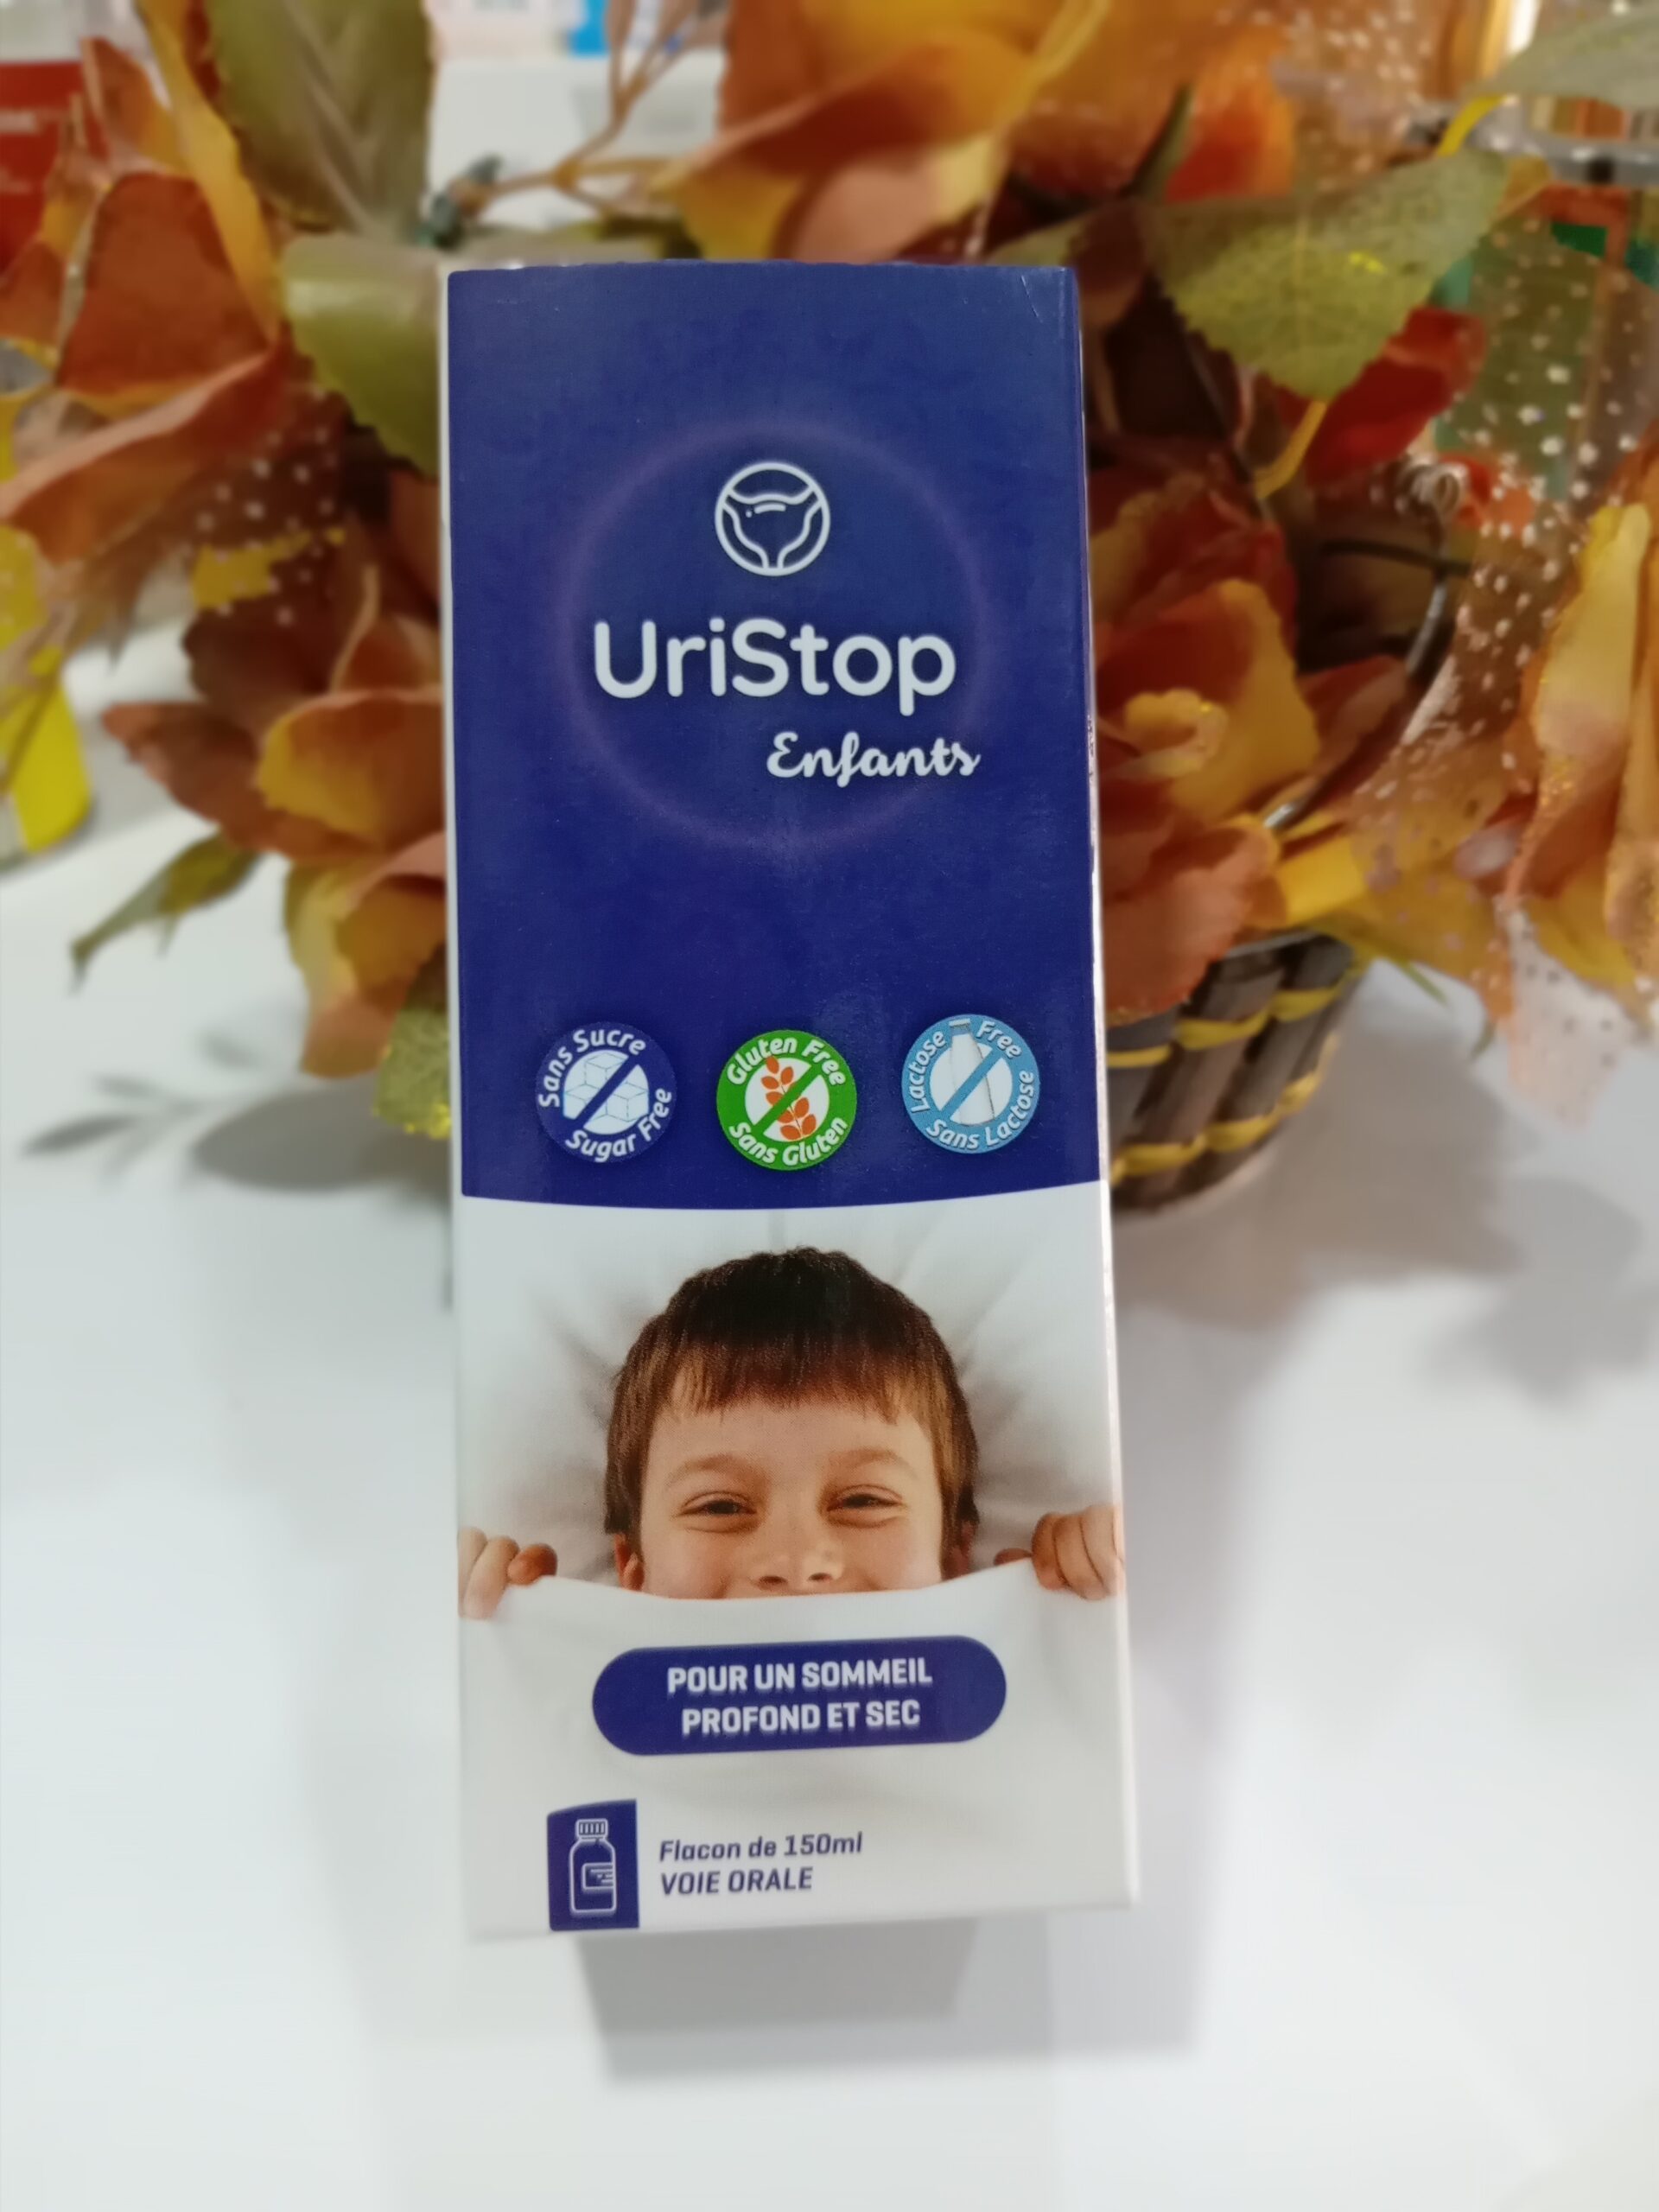 UriStop
Enfants
Sans Sucre
Sugar Free
Gluten Free
Sans Gluten
Lactose Free
Sans Lactose
POUR UN SOMMEIL
PROFOND ET SEC
Flacon de 150ml
VOIE ORALE